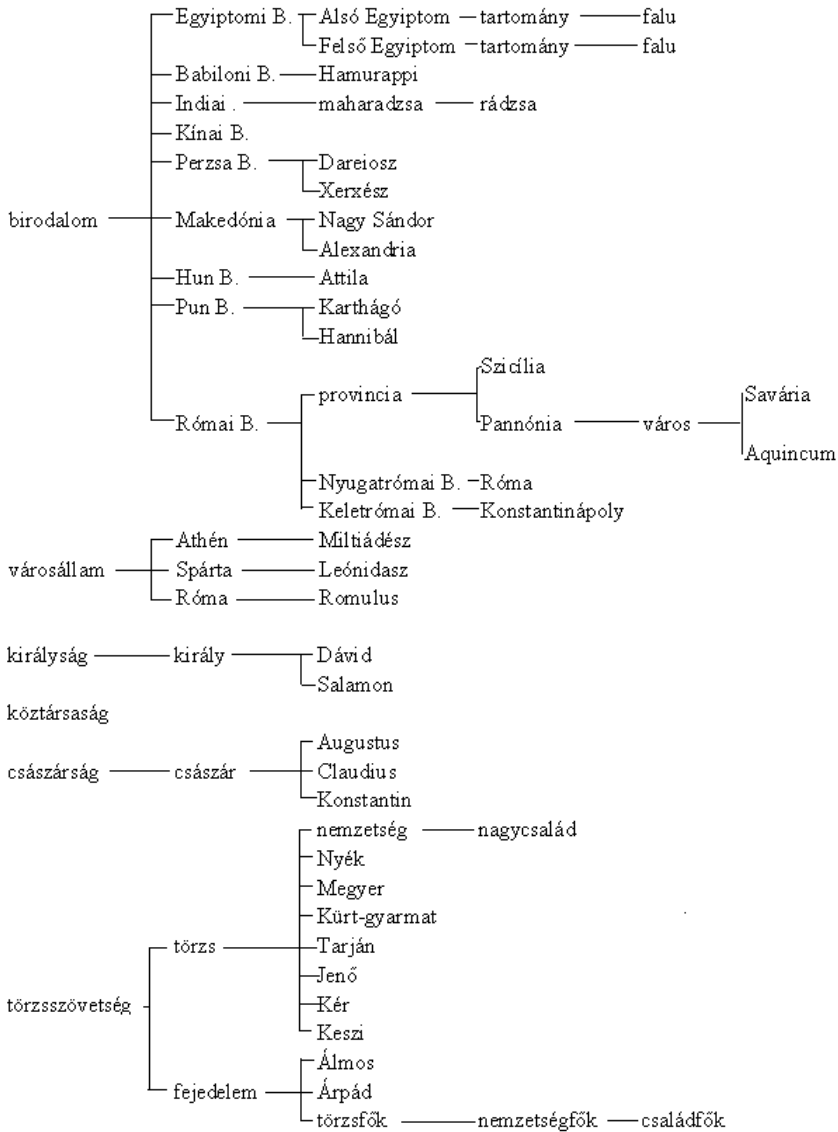 Egyiptomi B. Alsó Egyiptom tartomány falu
Felső Egyiptom tartomány falu
Babiloni B. Hamurappi
Indiai . maharadzsa rádzsa
Kínai B.
Perzsa B. Dareiosz
Xerxész
birodalom Makedónia Nagy Sándor
Alexandria
Hun B. Attila
Pun B. Karthágó
Hannibál
Szicília
provincia Savária
Római B. Pannónia város
Aquincum
Nyugatrómai B. Róma
Keletrómai B. Konstantinápoly
Athén Miltiádész
városállam Spárta Leónidasz
Róma Romulus
királyság király Dávid
Salamon
köztársaság
Augustus
császárság császár Claudius
Konstantin
nemzetség nagycsalád
Nyék
Megyer
Kürt-gyarmat
törzs Tarján
Jenő
törzsszövetség Kér
Keszi
Álmos
fejedelem Árpád
törzsfők nemzetségfők családfők